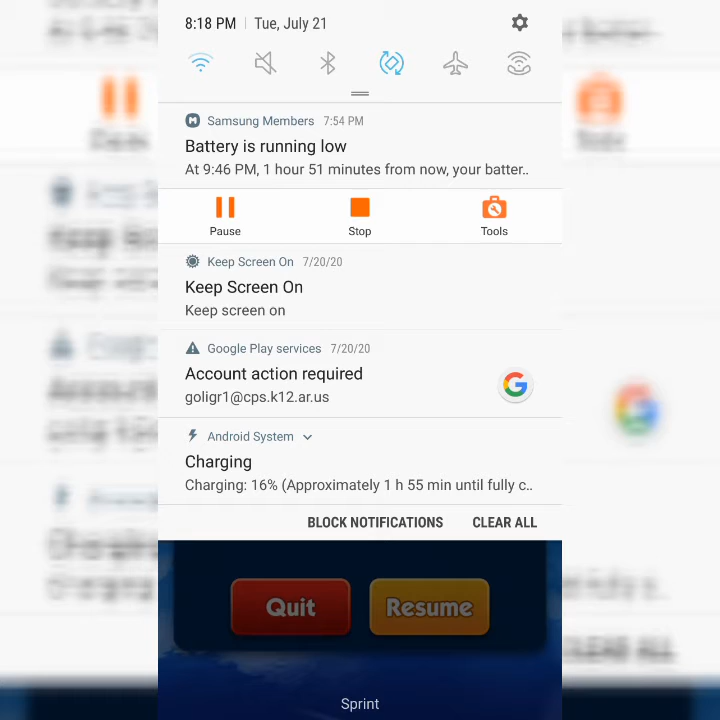 8:18 PM | Tue, July 21
Samsung Members 7:54 PM
Battery is running low
At 9:46 PM, 1 hour 51 minutes from now, your batter..
Pause Stop Tools
Keep Screen On 7/20/20
Keep Screen On
Keep screen on
Google Play services 7/20/20
Account action required
goligr1@cps.k12.ar.us
Android System
Charging
Charging: 16% (Approximately 1 h 55 min until fully c..
BLOCK NOTIFICATIONS CLEAR ALL
Quit Resume
Sprint